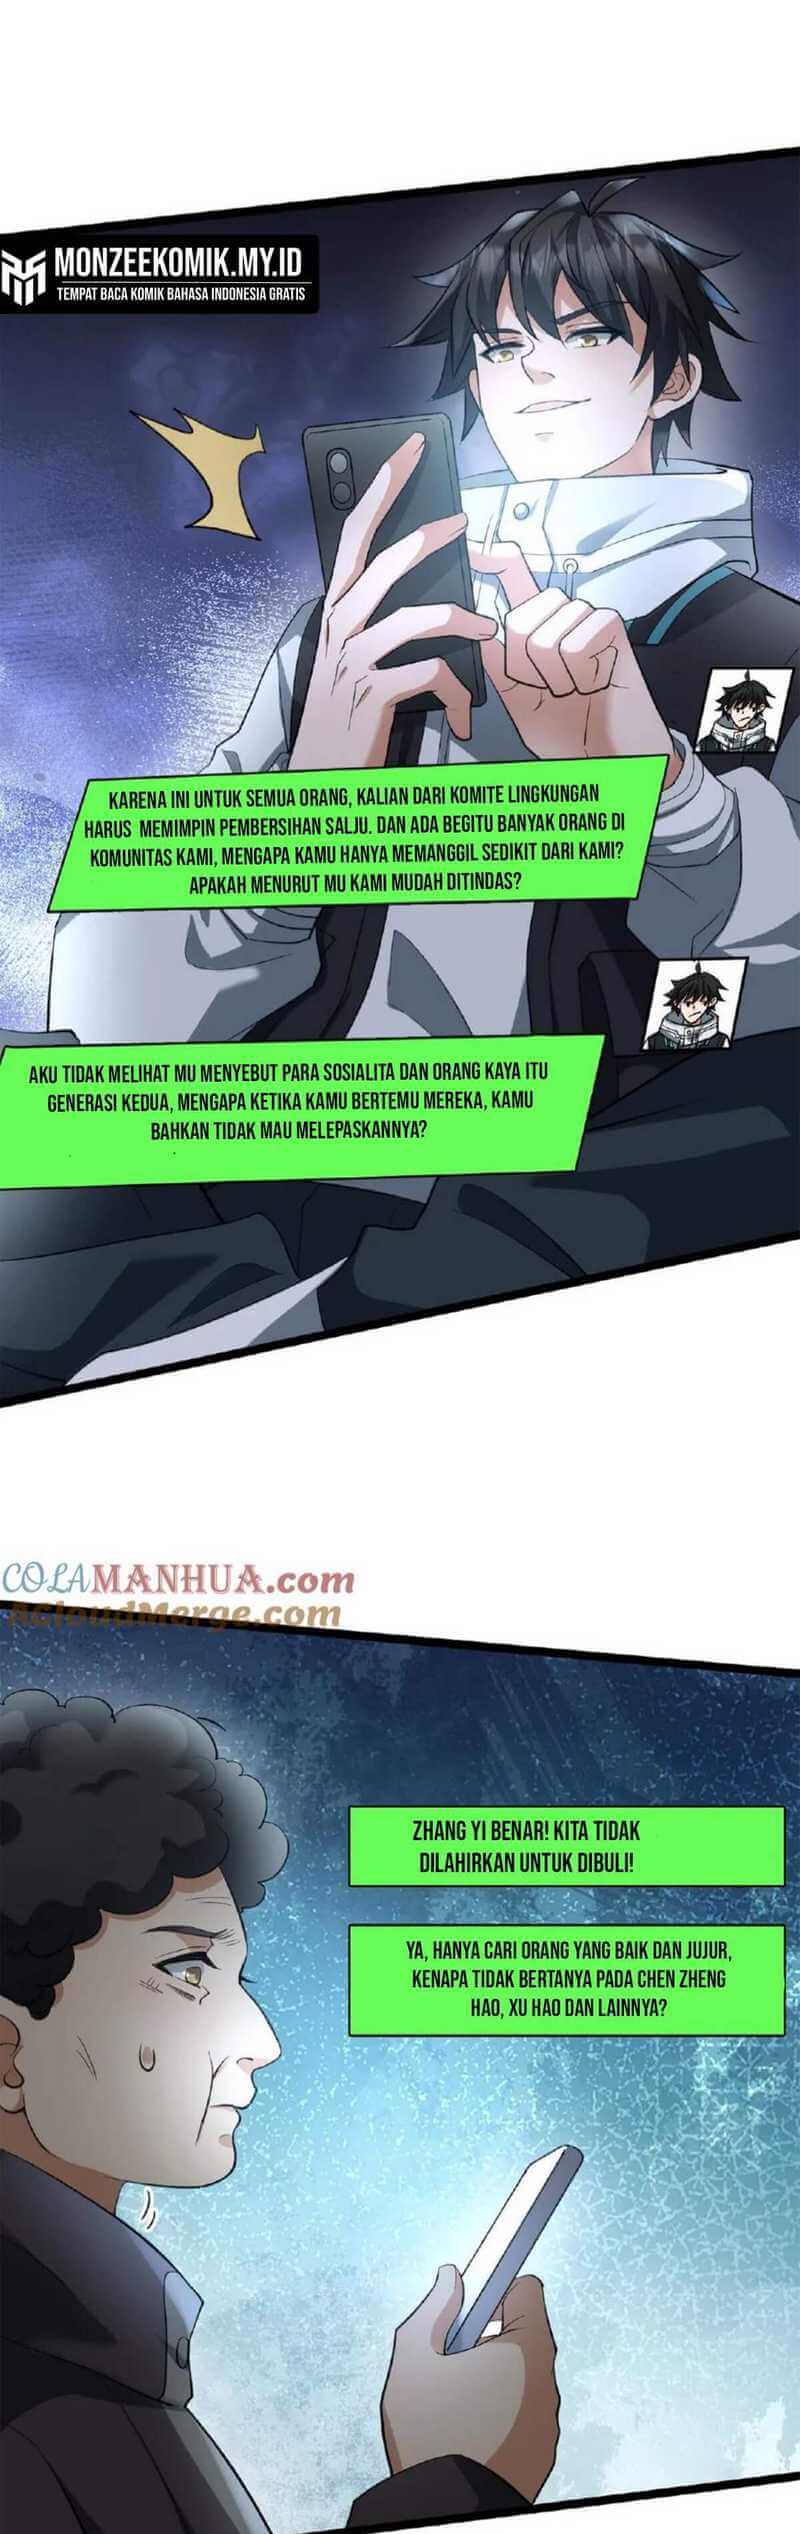 MONZEEKOMIK.MY.ID
TEMPAT BACA KOMIK BAHASA INDONESIA GRATIS
KARENA INI UNTUK SEMUA ORANG, KALIAN DARI KOMITE LINGKUNGAN
HARUS MEMIMPIN PEMBERSIHAN SALJU. DAN ADA BEGITU BANYAK ORANG DI
KOMUNITAS KAMI, MENGAPA KAMU HANYA MEMANGGIL SEDIKIT DARI KAMI?
APAKAH MENURUT MU KAMI MUDAH DITINDAS?
AKU TIDAK MELIHAT MU MENYEBUT PARA SOSIALITA DAN ORANG KAYA ITU
GENERASI KEDUA, MENGAPA KETIKA KAMU BERTEMU MEREKA, KAMU
BAHKAN TIDAK MAU MELEPASKANNYA?
COLAMANHUA.com
ACloudMerge.com
ZHANG YI BENAR! KITA TIDAK
DILAHIRKAN UNTUK DIBULI!
YA, HANYA CARI ORANG YANG BAIK DAN JUJUR,
KENAPA TIDAK BERTANYA PADA CHEN ZHENG
HAO, XU HAO DAN LAINNYA?